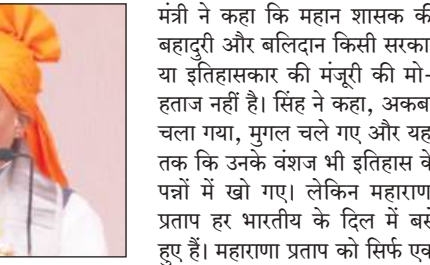 मंत्री ने कहा कि महान शासक की
बहादुरी और बलिदान किसी सरका
या इतिहासकार की मंजूरी की मो-
हताज नहीं है। सिंह ने कहा, अकब
चला गया, मुगल चले गए और यह
तक कि उनके वंशज भी इतिहास के
पन्नों में खो गए। लेकिन महाराण
प्रताप हर भारतीय के दिल में बसे
हुए हैं। महाराणा प्रताप को सिर्फ एक